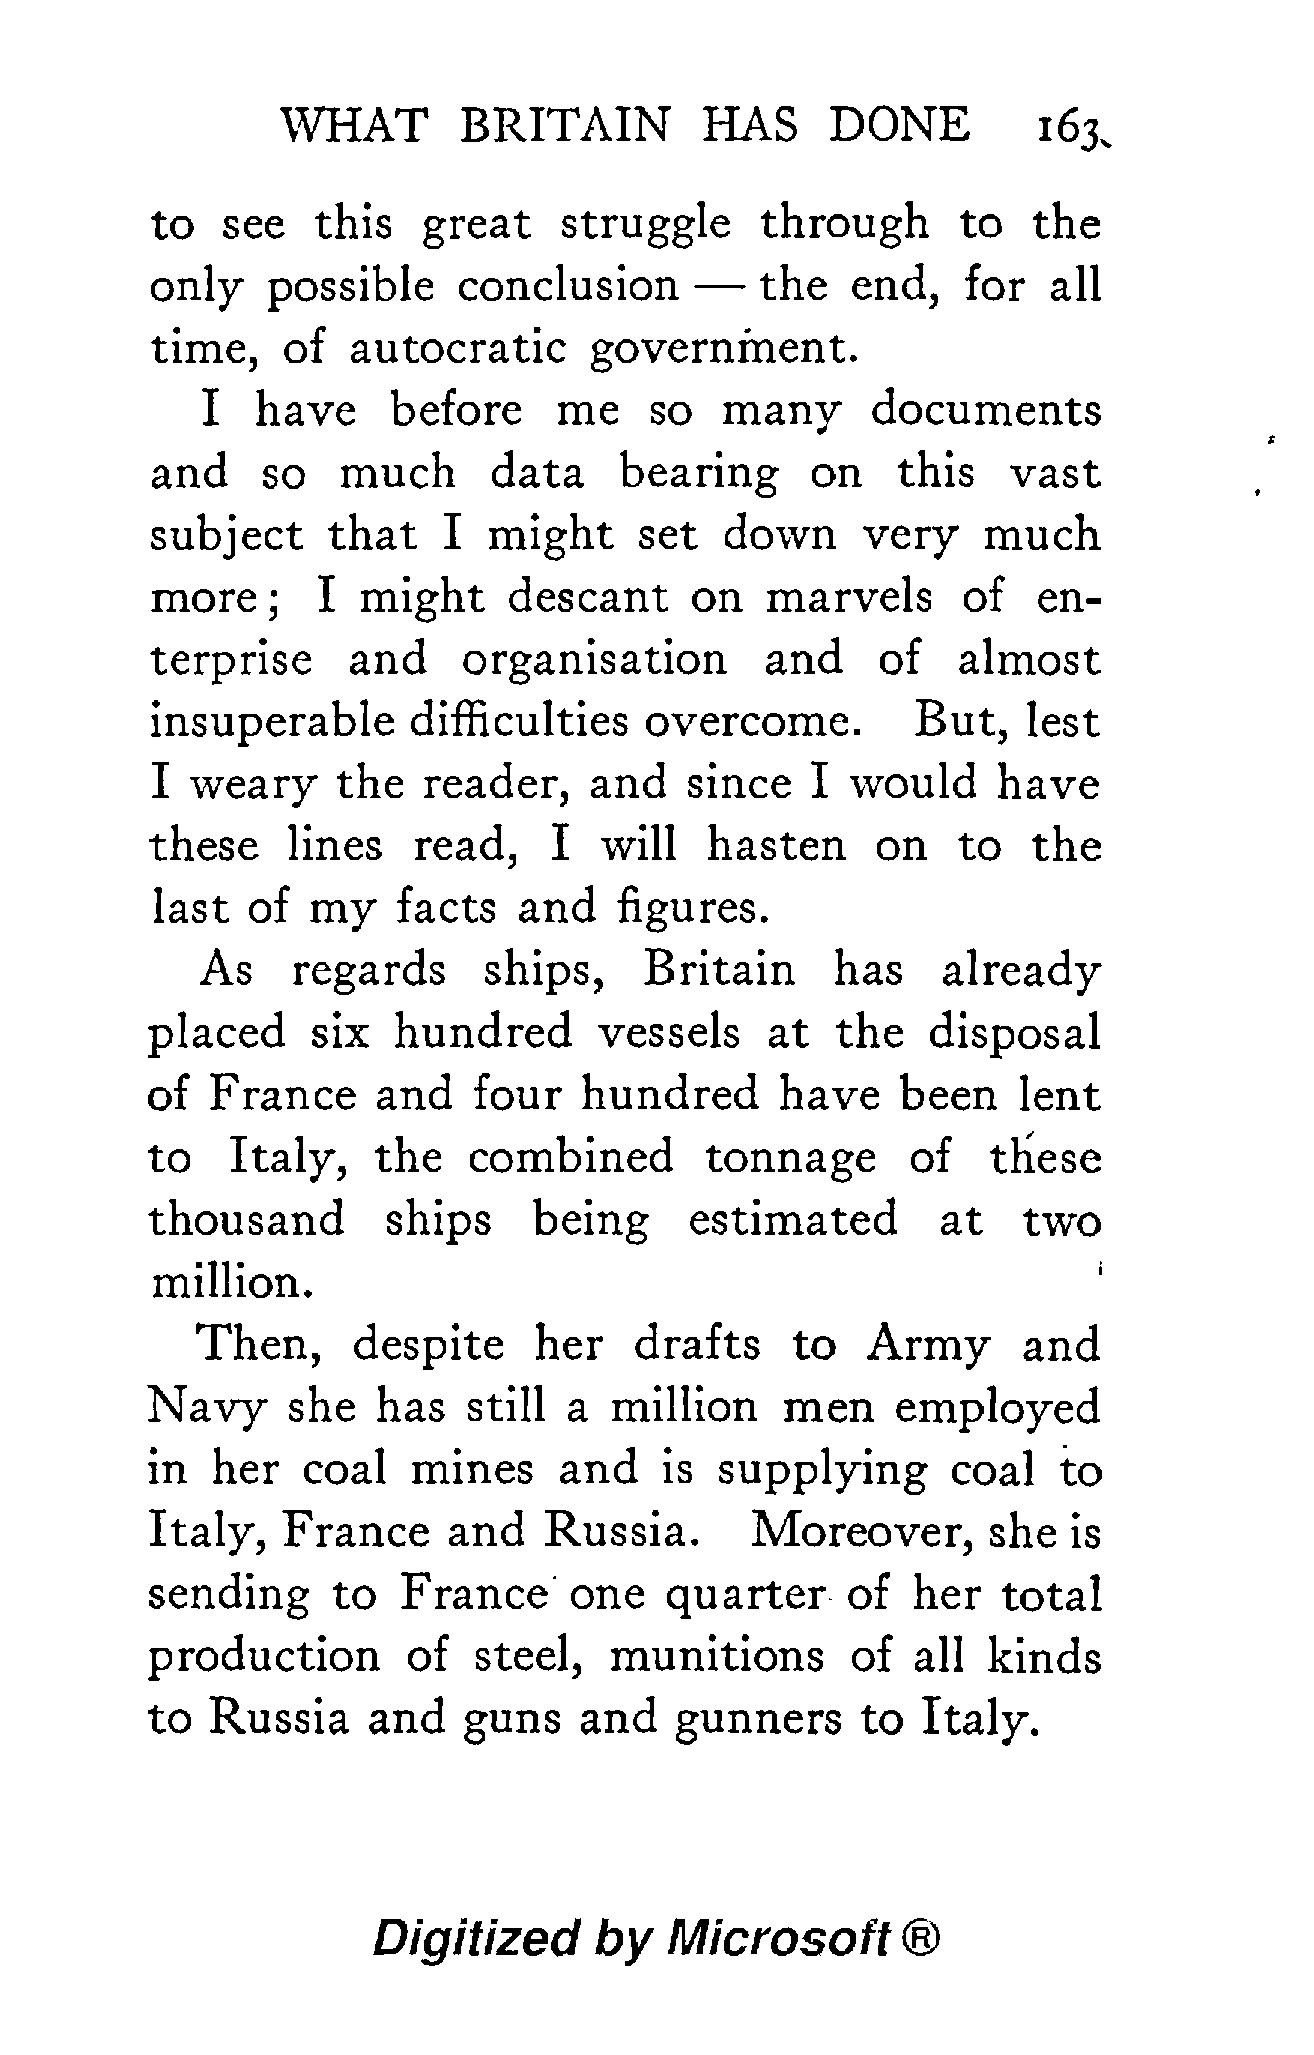 WHAT BRITAIN HAS DONE 163
to see this great struggle through to the
only possible conclusion — the end, for all
time, of autocratic government.
I have before me so many documents
and so much data bearing on this vast
subject that I might set down very much
more; I might descant on marvels of en-
terprise and organisation and of almost
insuperable difficulties overcome. But, lest
I weary the reader, and since I would have
these lines read, I will hasten on to the
last of my facts and figures.
As regards ships, Britain has already
placed six hundred vessels at the disposal
of France and four hundred have been lent
to Italy, the combined tonnage of these
thousand ships being estimated at two
million.
Then, despite her drafts to Army and
Navy she has still a million men employed
in her coal mines and is supplying coal to
Italy, France and Russia. Moreover, she is
sending to France one quarter of her total
production of steel, munitions of all kinds
to Russia and guns and gunners to Italy.
Digitized by Microsoft ®